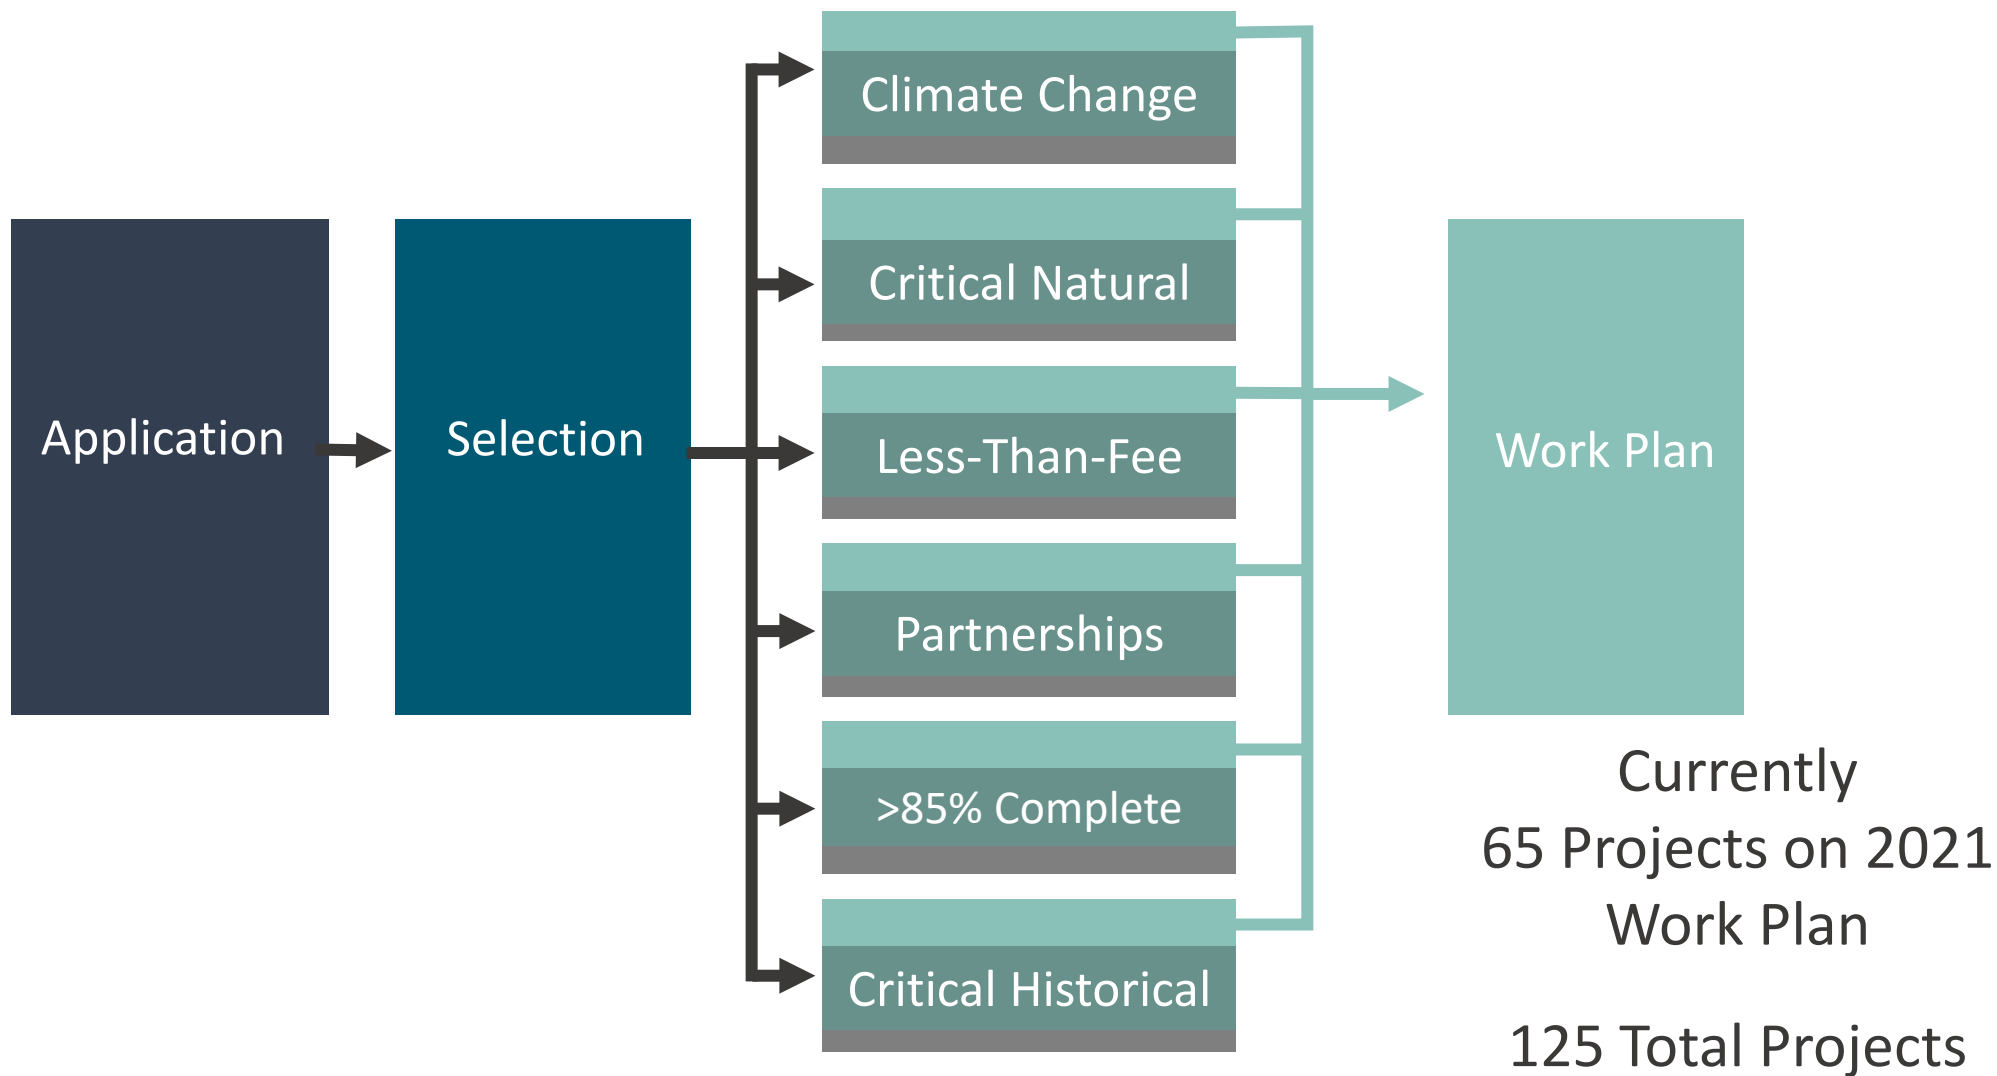 Application
Selection
Climate Change
Critical Natural
Less-Than-Fee
Partnerships
>85% Complete
Critical Historical
Work Plan
Currently
65 Projects on 2021
Work Plan
125 Total Projects